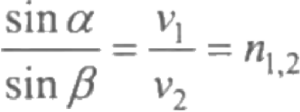 sin α / sin β = v₁ / v₂ = n₁,₂